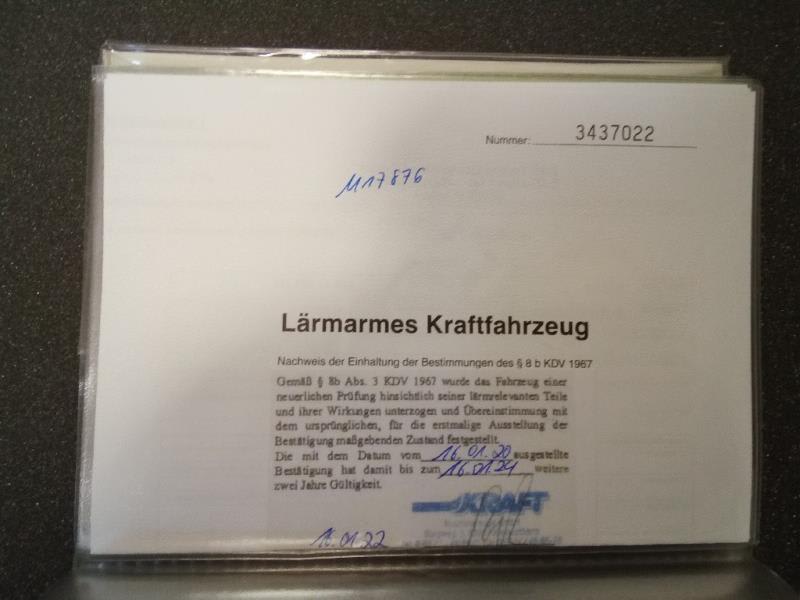 Nummer: 3437022
M17876
Lärmarmes Kraftfahrzeug
Nachweis der Einhaltung der Bestimmungen des § 8 b KDV 1967
Gemäß § 8b Abs. 3 KDV 1967 wurde das Fahrzeug einer
neuerlichen Prüfung hinsichtlich seiner lärmrelevanten Teile
und ihrer Wirkungen unterzogen und Übereinstimmung mit
dem ursprünglichen, für die erstmalige Ausstellung der
Bestätigung maßgebenden Zustand festgestellt.
Die mit dem Datum vom 16.01.20 ausgestellte
Bestätigung hat damit bis zum 16.01.24 weitere
zwei Jahre Gültigkeit.
KRAFT
16.01.22